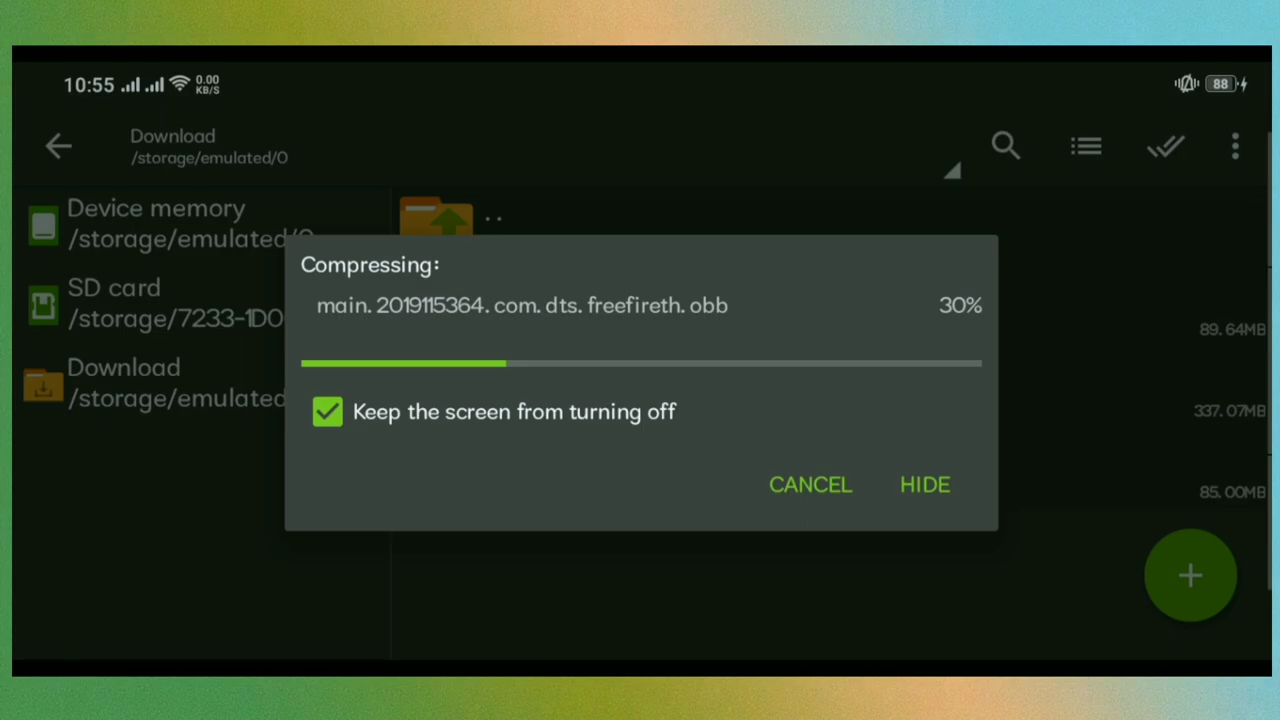 10:55 0.00 KB/S 88
Download
/storage/emulated/0
Device memory
/storage/emulated/0
SD card
/storage/7233-1D0
Download
/storage/emulated
..
Compressing:
main.2019115364.com.dts.freefireth.obb 30%
Keep the screen from turning off
CANCEL HIDE
89.64MB
337.07MB
85.00MB